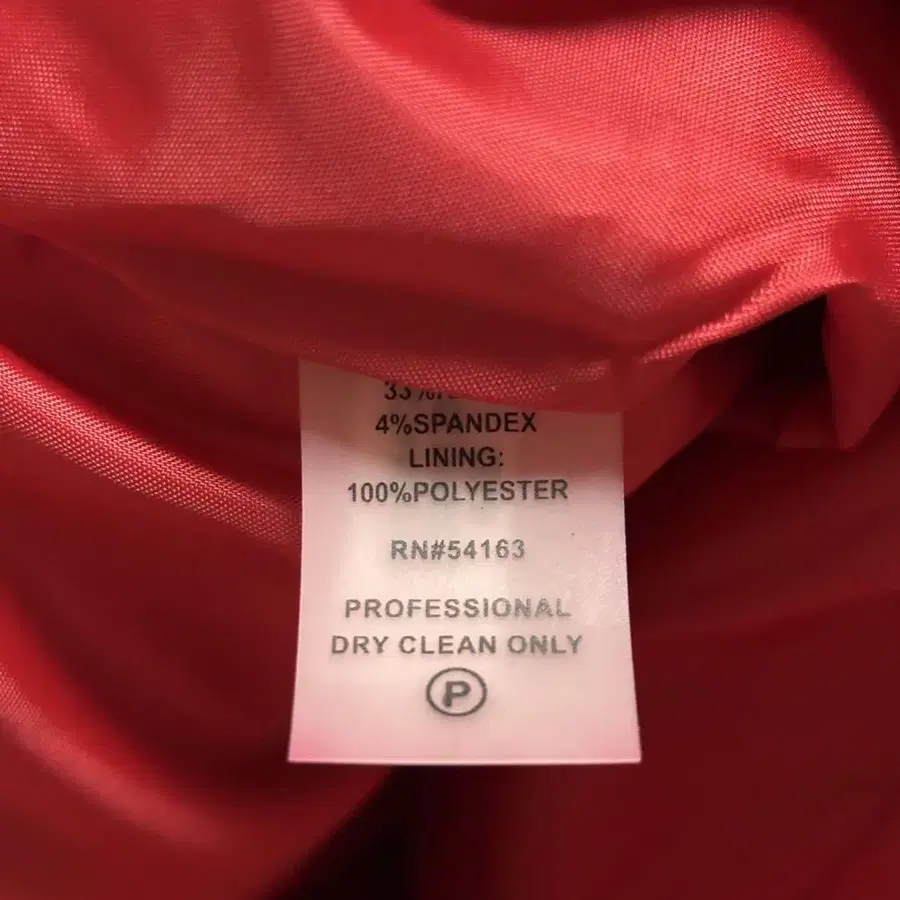 4%SPANDEX
LINING:
100%POLYESTER
RN#54163
PROFESSIONAL
DRY CLEAN ONLY
P